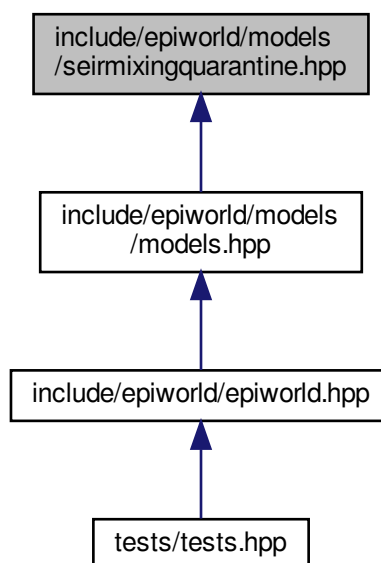 include/epiworld/models
/seirmixingquarantine.hpp
include/epiworld/models
/models.hpp
include/epiworld/epiworld.hpp
tests/tests.hpp